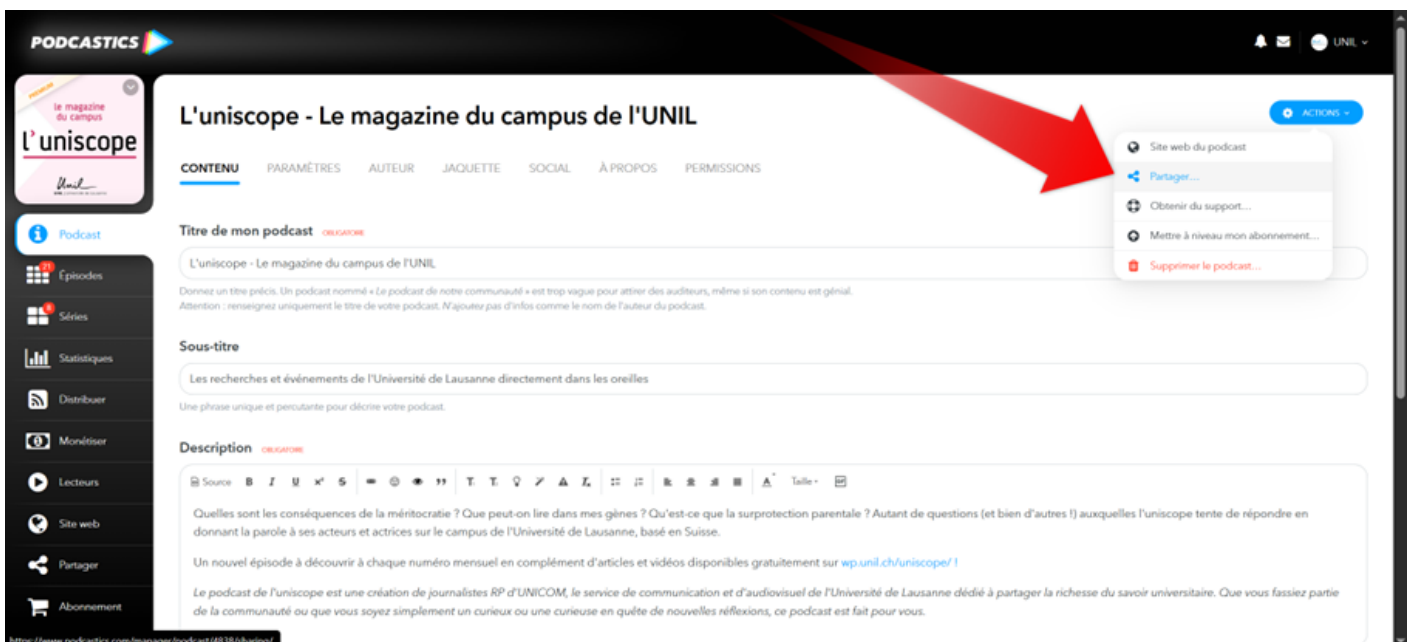 PODCASTICS
UNIL
PREMIUM
le magazine
du campus
l'uniscope
Unil
L'uniscope - Le magazine du campus de l'UNIL
ACTIONS
Site web du podcast
Partager...
Obtenir du support...
Mettre à niveau mon abonnement...
Supprimer le podcast...
CONTENU PARAMÈTRES AUTEUR JAQUETTE SOCIAL À PROPOS PERMISSIONS
Podcast
21
Épisodes
Séries
Statistiques
Distribuer
Monétiser
Lecteurs
Site web
Partager
Abonnement
Titre de mon podcast OBLIGATOIRE
L'uniscope - Le magazine du campus de l'UNIL
Donnez un titre précis. Un podcast nommé « Le podcast de notre communauté » est trop vague pour attirer des auditeurs, même si son contenu est génial.
Attention : renseignez uniquement le titre de votre podcast. N'ajoutez pas d'infos comme le nom de l'auteur du podcast.
Sous-titre
Les recherches et événements de l'Université de Lausanne directement dans les oreilles
Une phrase unique et percutante pour décrire votre podcast.
Description OBLIGATOIRE
Source B I U S Taille
Quelles sont les conséquences de la méritocratie ? Que peut-on lire dans mes gènes ? Qu'est-ce que la surprotection parentale ? Autant de questions (et bien d'autres !) auxquelles l'uniscope tente de répondre en
donnant la parole à ses acteurs et actrices sur le campus de l'Université de Lausanne, basé en Suisse.
Un nouvel épisode à découvrir à chaque numéro mensuel en complément d'articles et vidéos disponibles gratuitement sur wp.unil.ch/uniscope/ !
Le podcast de l'uniscope est une création de journalistes RP d'UNICOM, le service de communication et d'audiovisuel de l'Université de Lausanne dédié à partager la richesse du savoir universitaire. Que vous fassiez partie
de la communauté ou que vous soyez simplement un curieux ou une curieuse en quête de nouvelles réflexions, ce podcast est fait pour vous.
https://www.podcastics.com/manager/podcast/4838/sharing/